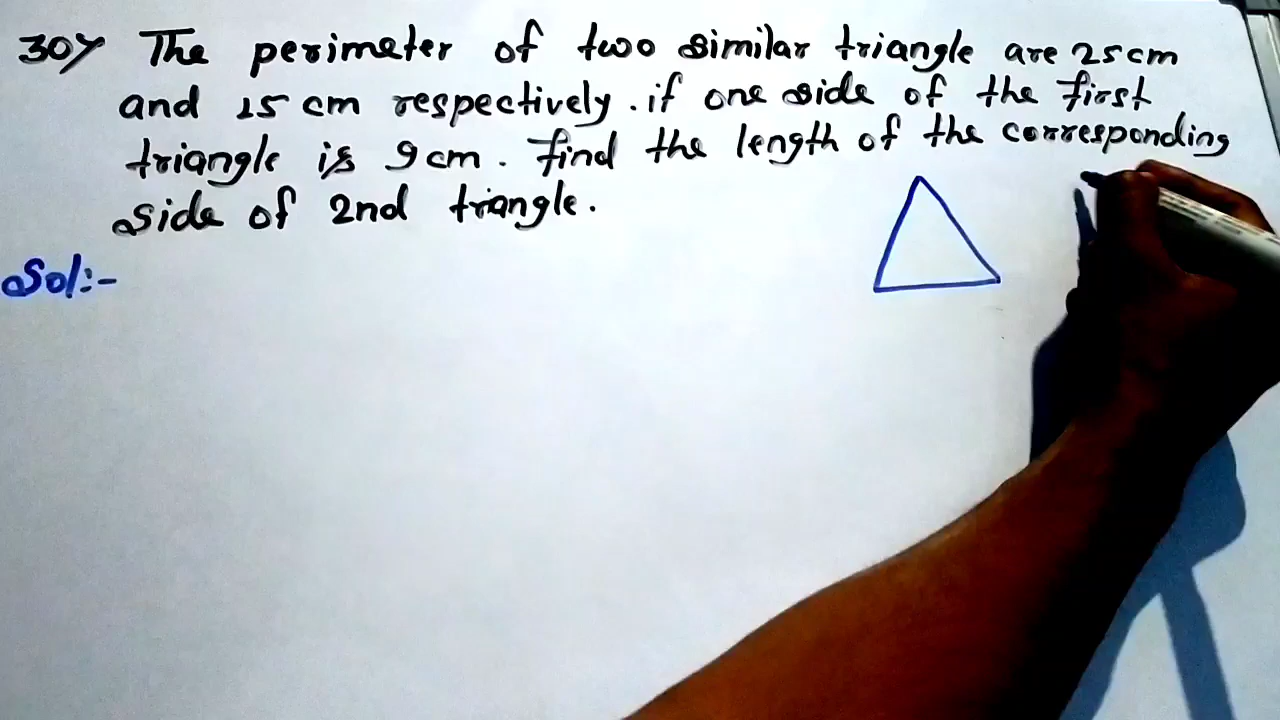 30> The perimeter of two similar triangle are 25cm
and 15 cm respectively. if one side of the first
triangle is 9cm. find the length of the corresponding
side of 2nd triangle.
Sol:-